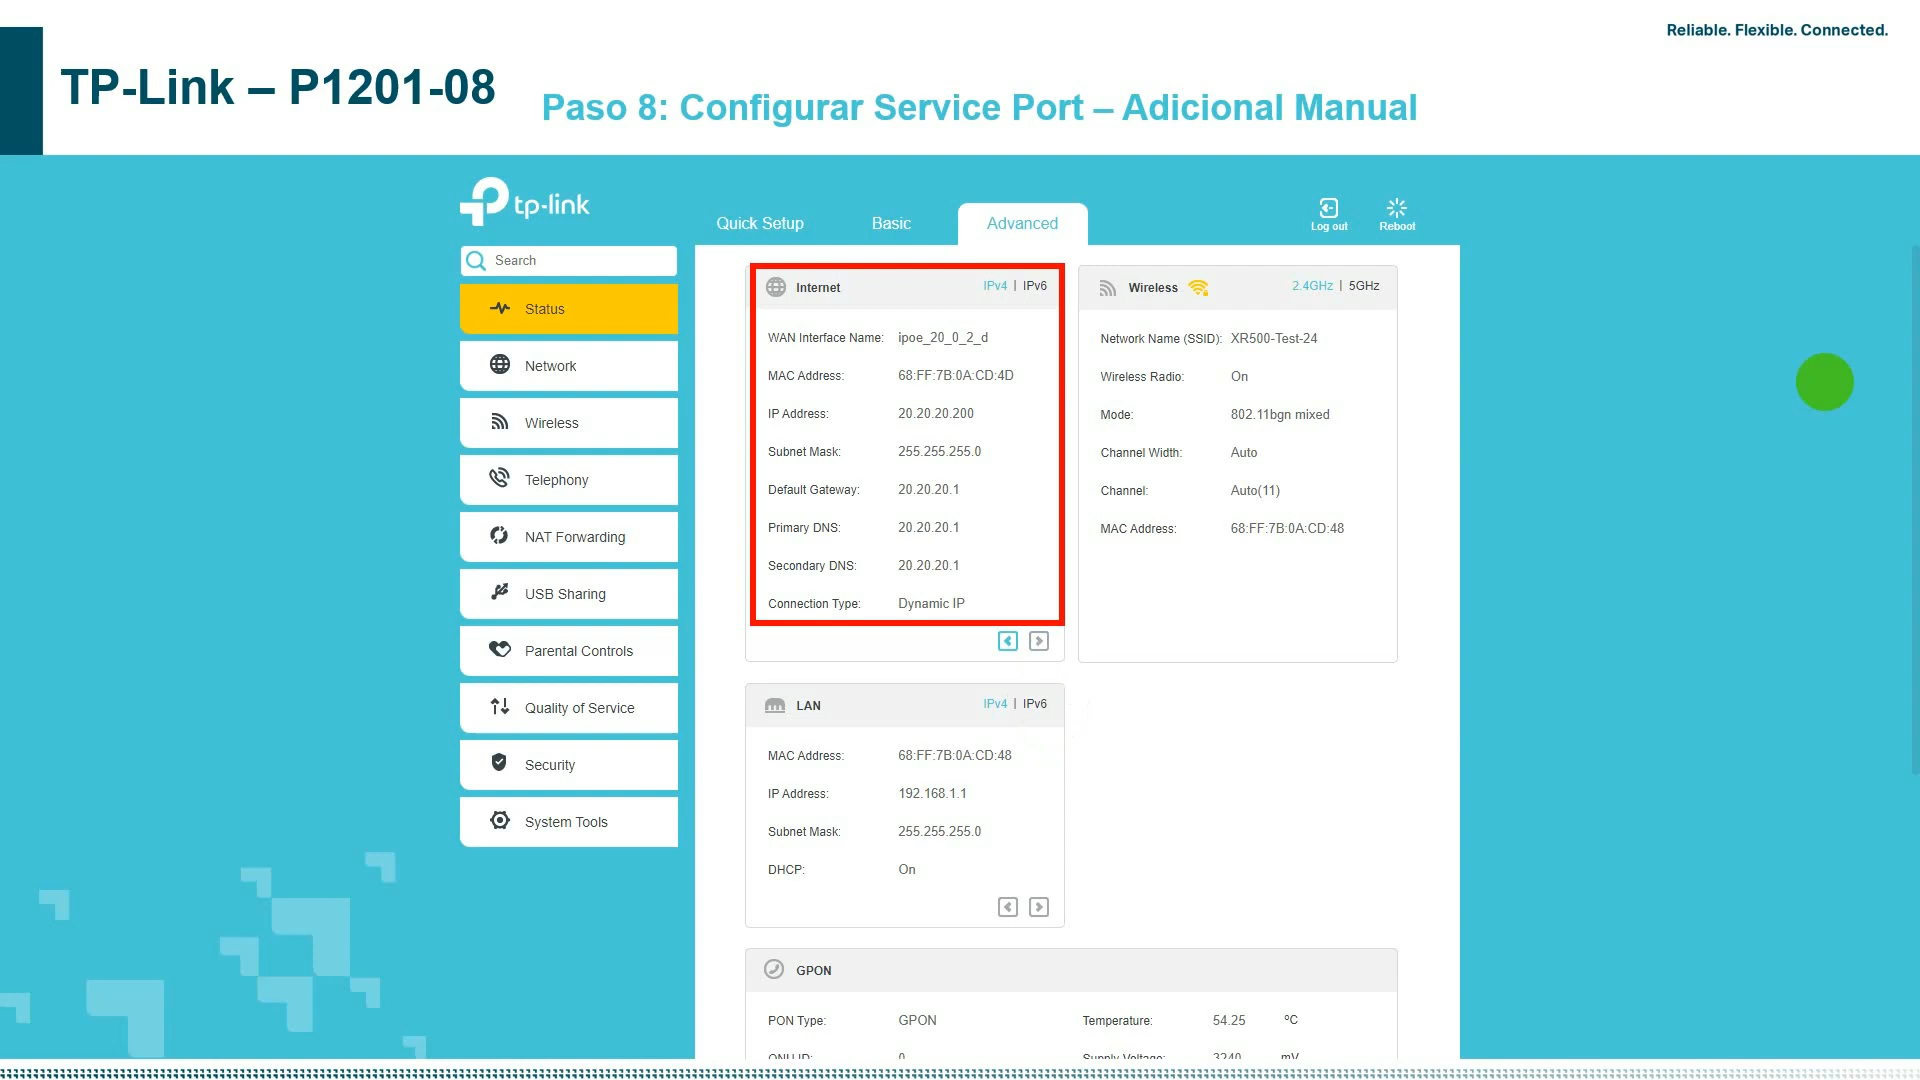 Reliable. Flexible. Connected.
TP-Link – P1201-08
Paso 8: Configurar Service Port – Adicional Manual
tp-link
Quick Setup
Basic
Advanced
Log out
Reboot
Search
Status
Network
Wireless
Telephony
NAT Forwarding
USB Sharing
Parental Controls
Quality of Service
Security
System Tools
Internet IPv4 | IPv6
WAN Interface Name: ipoe_20_0_2_d
MAC Address: 68:FF:7B:0A:CD:4D
IP Address: 20.20.20.200
Subnet Mask: 255.255.255.0
Default Gateway: 20.20.20.1
Primary DNS: 20.20.20.1
Secondary DNS: 20.20.20.1
Connection Type: Dynamic IP
Wireless 2.4GHz | 5GHz
Network Name (SSID): XR500-Test-24
Wireless Radio: On
Mode: 802.11bgn mixed
Channel Width: Auto
Channel: Auto(11)
MAC Address: 68:FF:7B:0A:CD:48
LAN IPv4 | IPv6
MAC Address: 68:FF:7B:0A:CD:48
IP Address: 192.168.1.1
Subnet Mask: 255.255.255.0
DHCP: On
GPON
PON Type: GPON
Temperature: 54.25 ºC
ONU ID: 0
Supply Voltage: 3240 mV